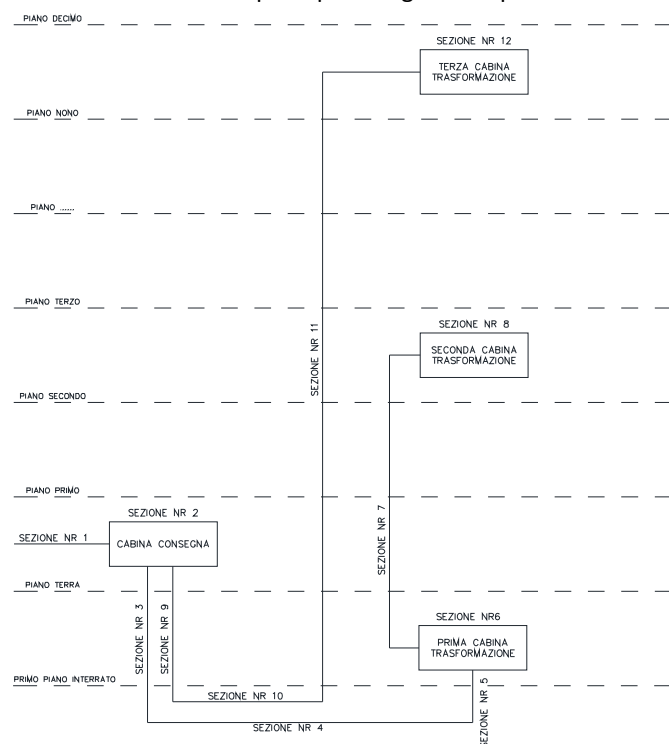 PIANO DECIMO
SEZIONE NR 12
TERZA CABINA
TRASFORMAZIONE
PIANO NONO
PIANO ......
PIANO TERZO
SEZIONE NR 11
SEZIONE NR 8
SECONDA CABINA
TRASFORMAZIONE
PIANO SECONDO
PIANO PRIMO
SEZIONE NR 2
SEZIONE NR 1
CABINA CONSEGNA
SEZIONE NR 7
PIANO TERRA
SEZIONE NR 3
SEZIONE NR 9
SEZIONE NR6
PRIMA CABINA
TRASFORMAZIONE
PRIMO PIANO INTERRATO
SEZIONE NR 10
SEZIONE NR 4
SEZIONE NR 5